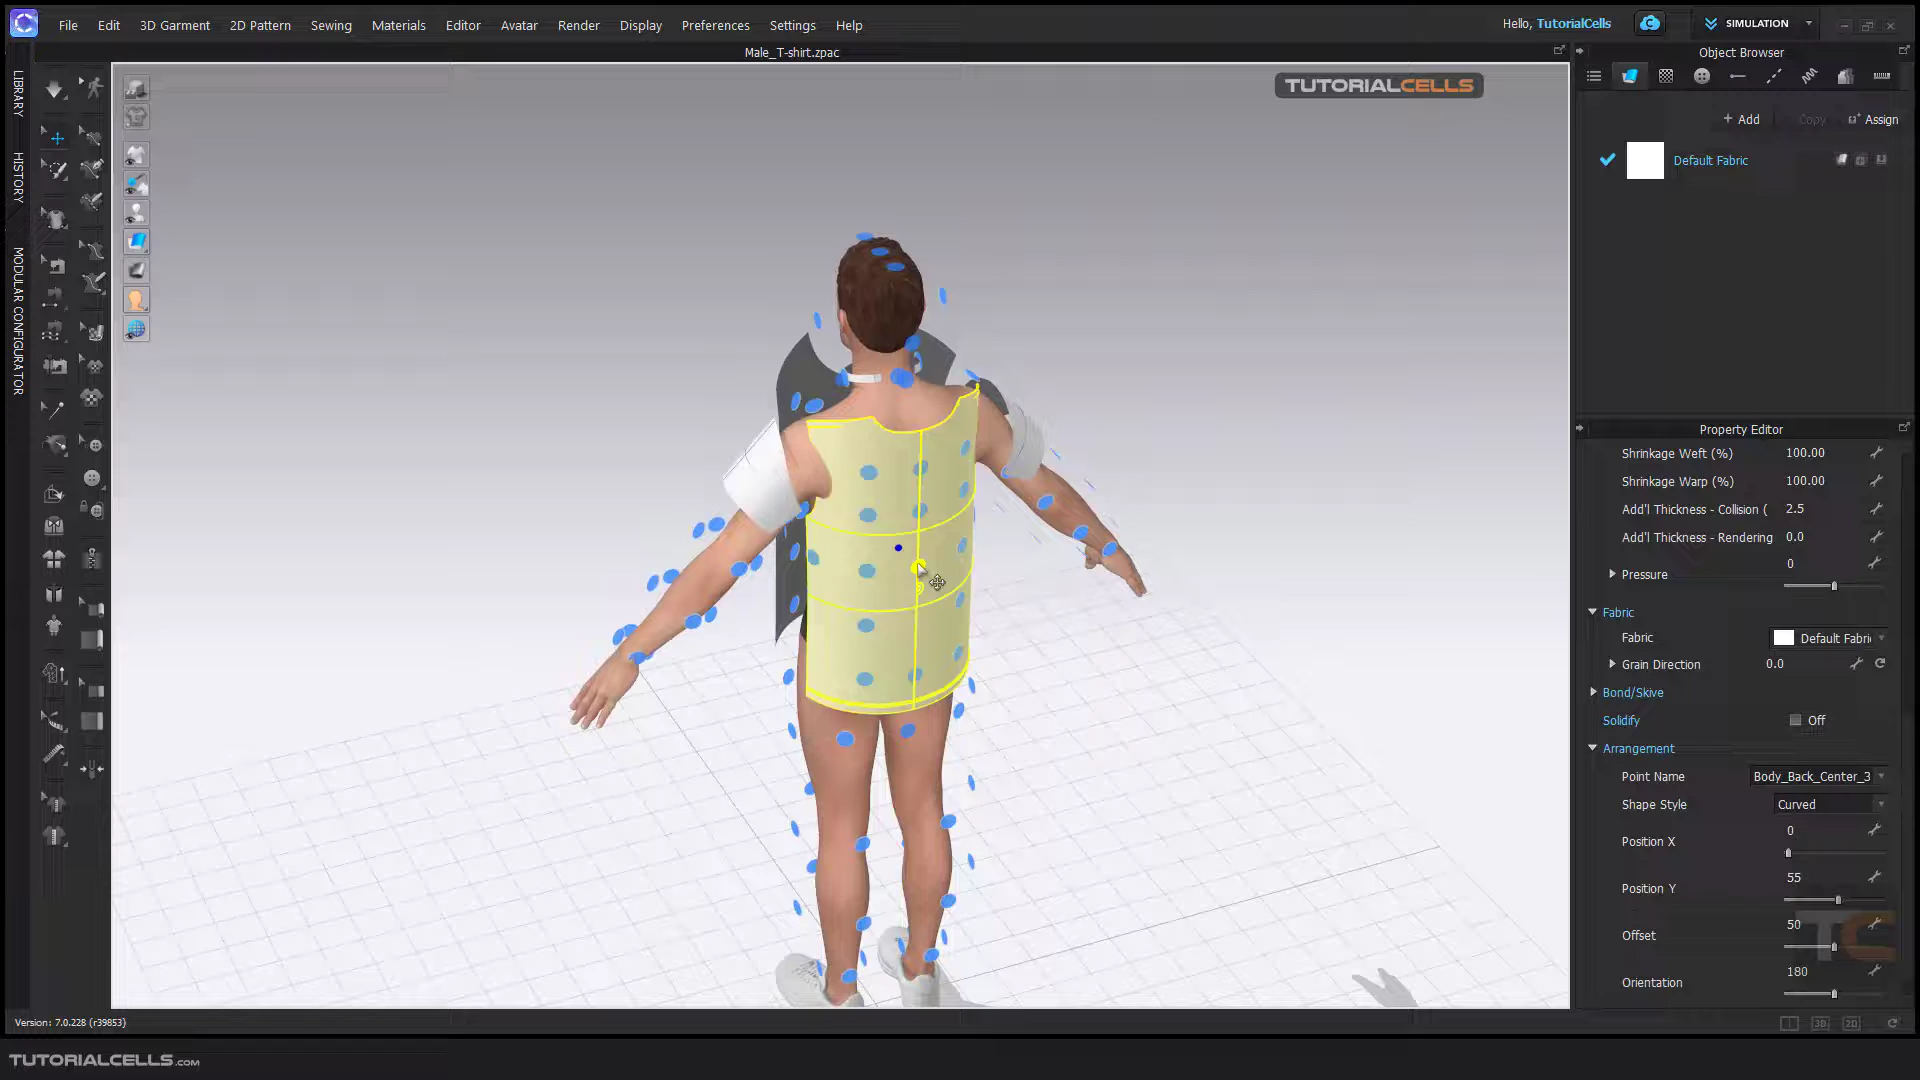 File Edit 3D Garment 2D Pattern Sewing Materials Editor Avatar Render Display Preferences Settings Help
Hello, TutorialCells
SIMULATION
Male_T-shirt.zpac
Object Browser
TUTORIALCELLS
LIBRARY
HISTORY
MODULAR CONFIGURATOR
+ Add Copy Assign
Default Fabric
Property Editor
Shrinkage Weft (%) 100.00
Shrinkage Warp (%) 100.00
Add'l Thickness - Collision ( 2.5
Add'l Thickness - Rendering 0.0
Pressure 0
Fabric
Fabric Default Fabri
Grain Direction 0.0
Bond/Skive
Solidify Off
Arrangement
Point Name Body_Back_Center_3
Shape Style Curved
Position X 0
Position Y 55
Offset 50
Orientation 180
TC
Version: 7.0.228 (r39853)
3D 2D
TUTORIALCELLS.COM